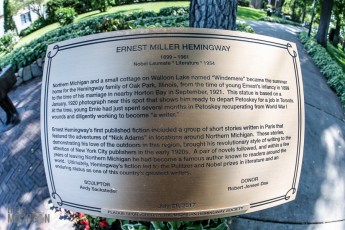 ERNEST MILLER HEMINGWAY
1899 - 1961
Nobel Laureate * Literature * 1954
Northern Michigan and a small cottage on Walloon Lake named "Windemere" became the summer
home for the Hemingway family of Oak Park, Illinois, from the time of young Ernest's infancy in 1899
to the time of his marriage in nearby Horton Bay in September, 1921. This statue is based on a
January, 1920 photograph near this spot that shows him ready to depart Petoskey for a job in Toronto.
At the time, young Ernie had just spent several months in Petoskey recuperating from World War I
wounds and diligently working to become "a writer."
Ernest Hemingway's first published fiction included a group of short stories written in Paris that
featured the adventures of "Nick Adams" in locations around Northern Michigan. These stories,
demonstrating his love of the outdoors in this region, brought his revolutionary style of writing to the
attention of New York City publishers in the early 1920s. A pair of novels followed, and within a few
years of leaving Northern Michigan he had become a famous author known to readers around the
world. Ultimately, Hemingway's fiction led to the Pulitzer and Nobel prizes in literature and an
enduring status as one of this country's greatest writers.
SCULPTOR
Andy Sacksteder
DONOR
Robert Jensen Dau
July 2017